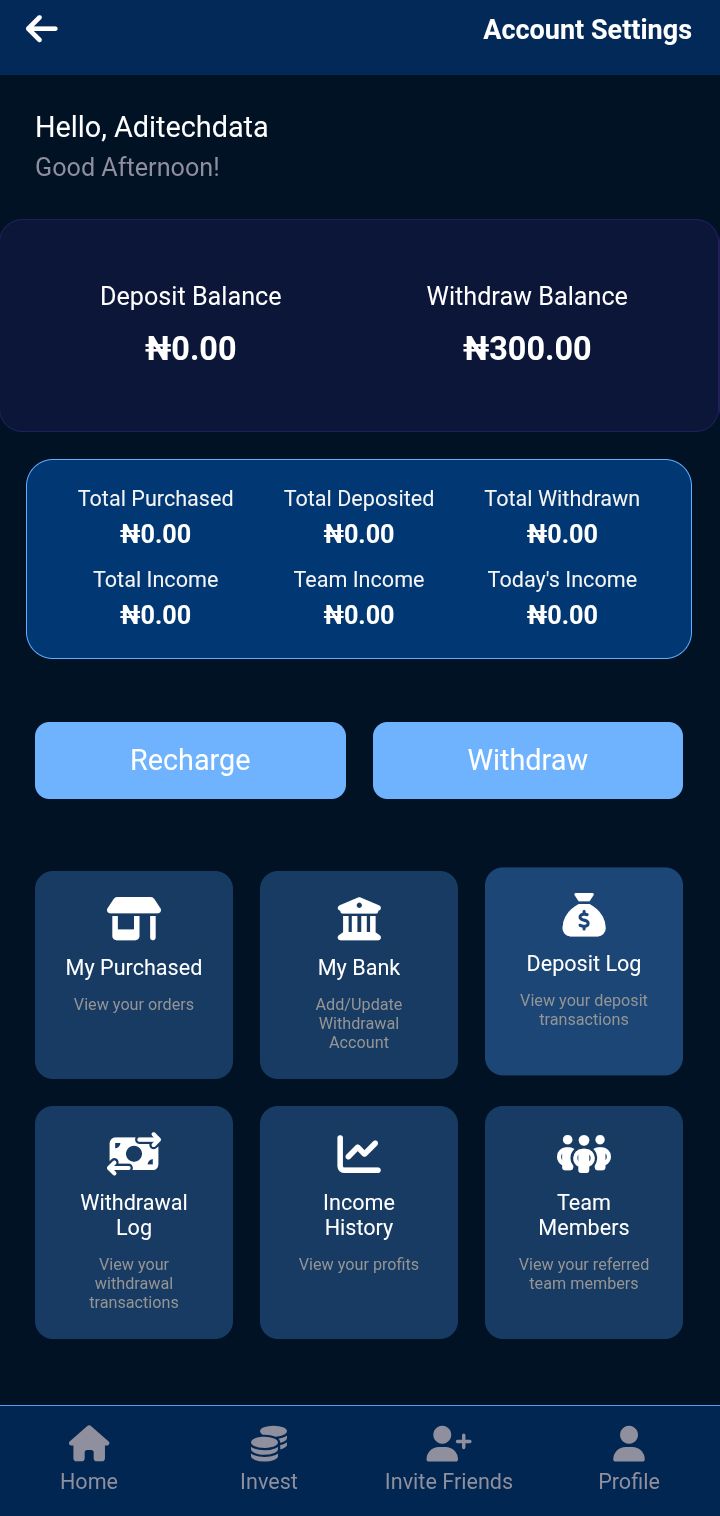 Account Settings
Hello, Aditechdata
Good Afternoon!
Deposit Balance
₦0.00
Withdraw Balance
₦300.00
Total Purchased
₦0.00
Total Deposited
₦0.00
Total Withdrawn
₦0.00
Total Income
₦0.00
Team Income
₦0.00
Today's Income
₦0.00
Recharge
Withdraw
My Purchased
View your orders
My Bank
Add/Update
Withdrawal
Account
Deposit Log
View your deposit
transactions
Withdrawal
Log
View your
withdrawal
transactions
Income
History
View your profits
Team
Members
View your referred
team members
Home
Invest
Invite Friends
Profile